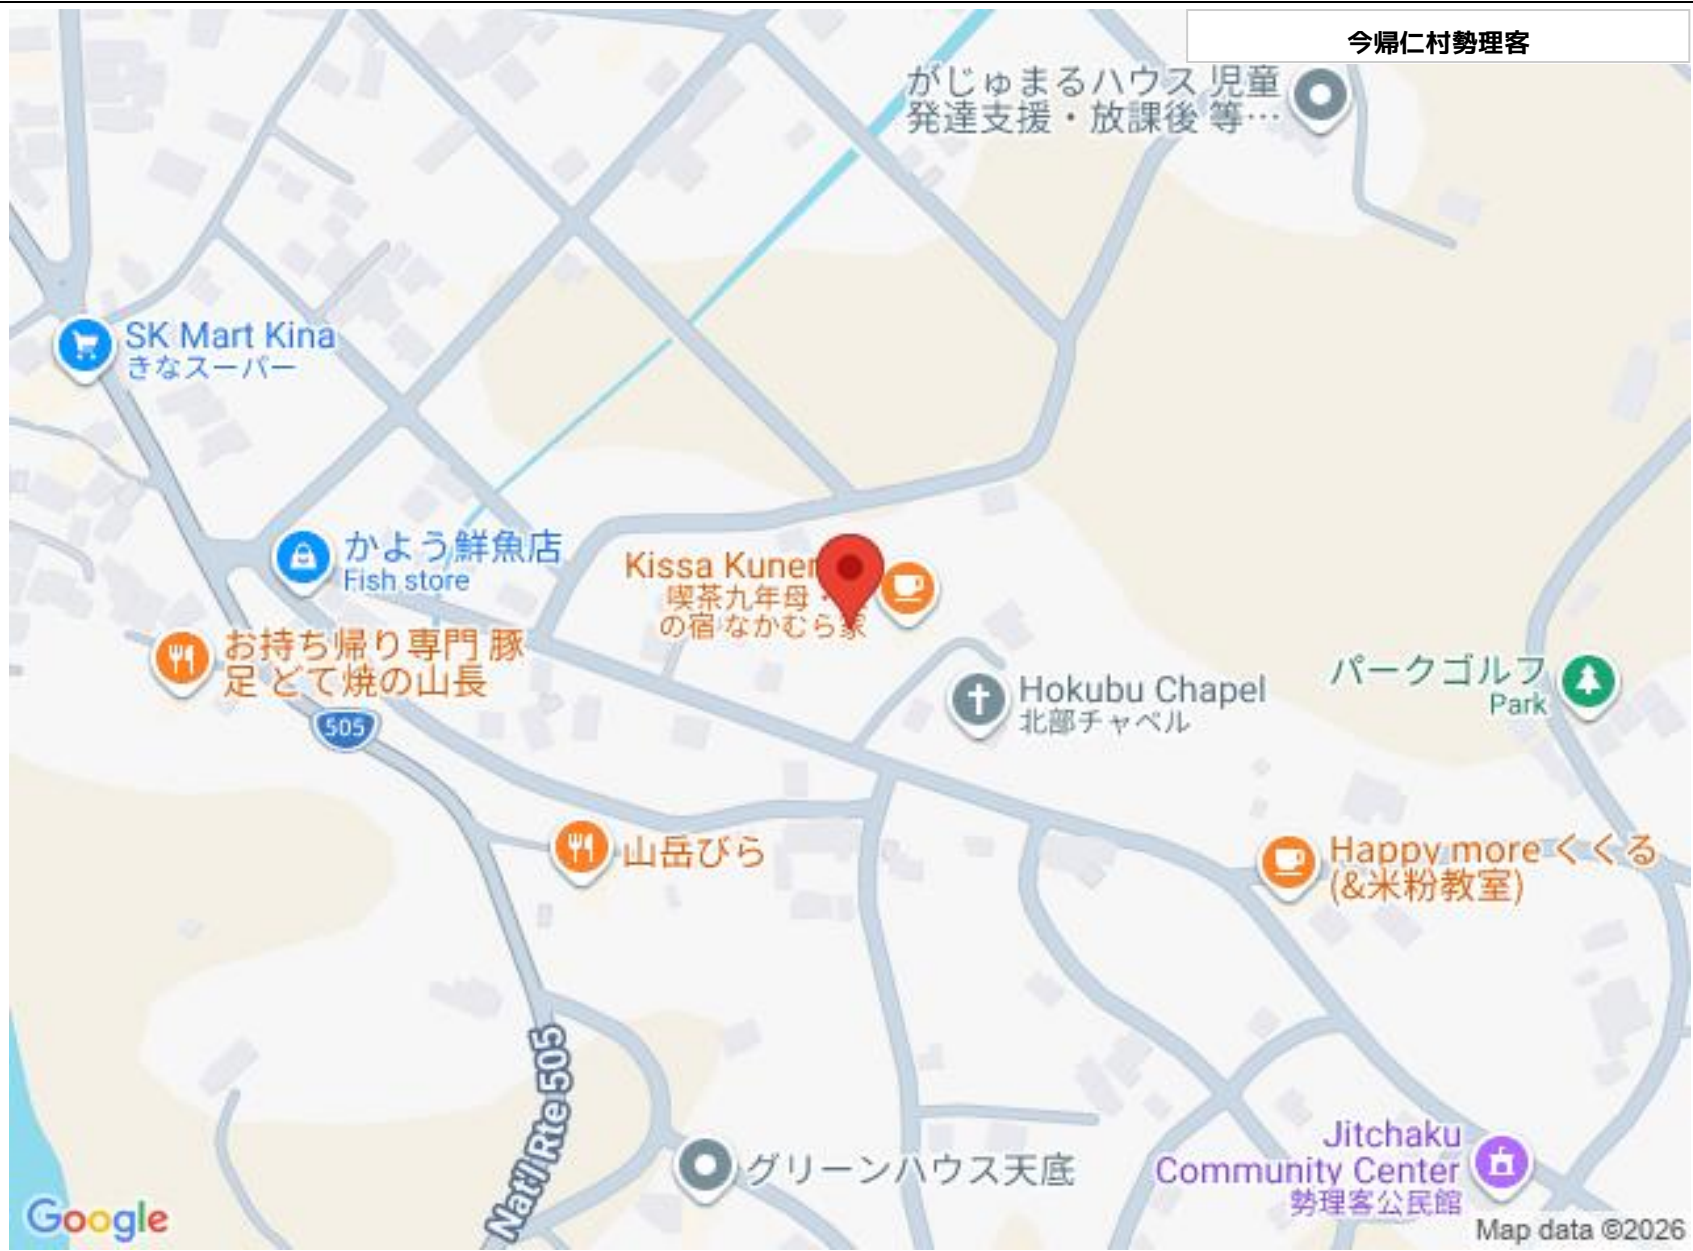 今帰仁村勢理客
がじゅまるハウス 児童
発達支援・放課後 等…
SK Mart Kina
きなスーパー
かよう鮮魚店
Fish store
Kissa Kuner
喫茶九年母・
の宿 なかむら家
お持ち帰り専門 豚
足 どて焼の山長
505
Hokubu Chapel
北部チャペル
パークゴルフ
Park
山岳びら
Happy more くくる
(&米粉教室)
Nat'l Rte 505
グリーンハウス天底
Jitchaku
Community Center
勢理客公民館
Google
Map data ©2026